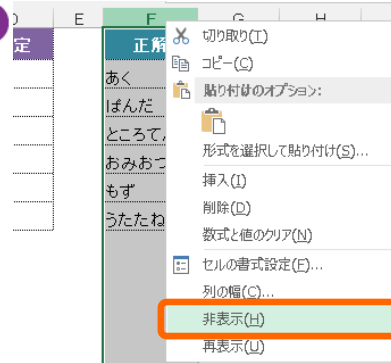 E F G H
定 正解
あく
ぱんだ
ところてん
おみおつ
もず
うたたね
切り取り(T)
コピー(C)
貼り付けのオプション:
形式を選択して貼り付け(S)...
挿入(I)
削除(D)
数式と値のクリア(N)
セルの書式設定(F)...
列の幅(C)...
非表示(H)
再表示(U)